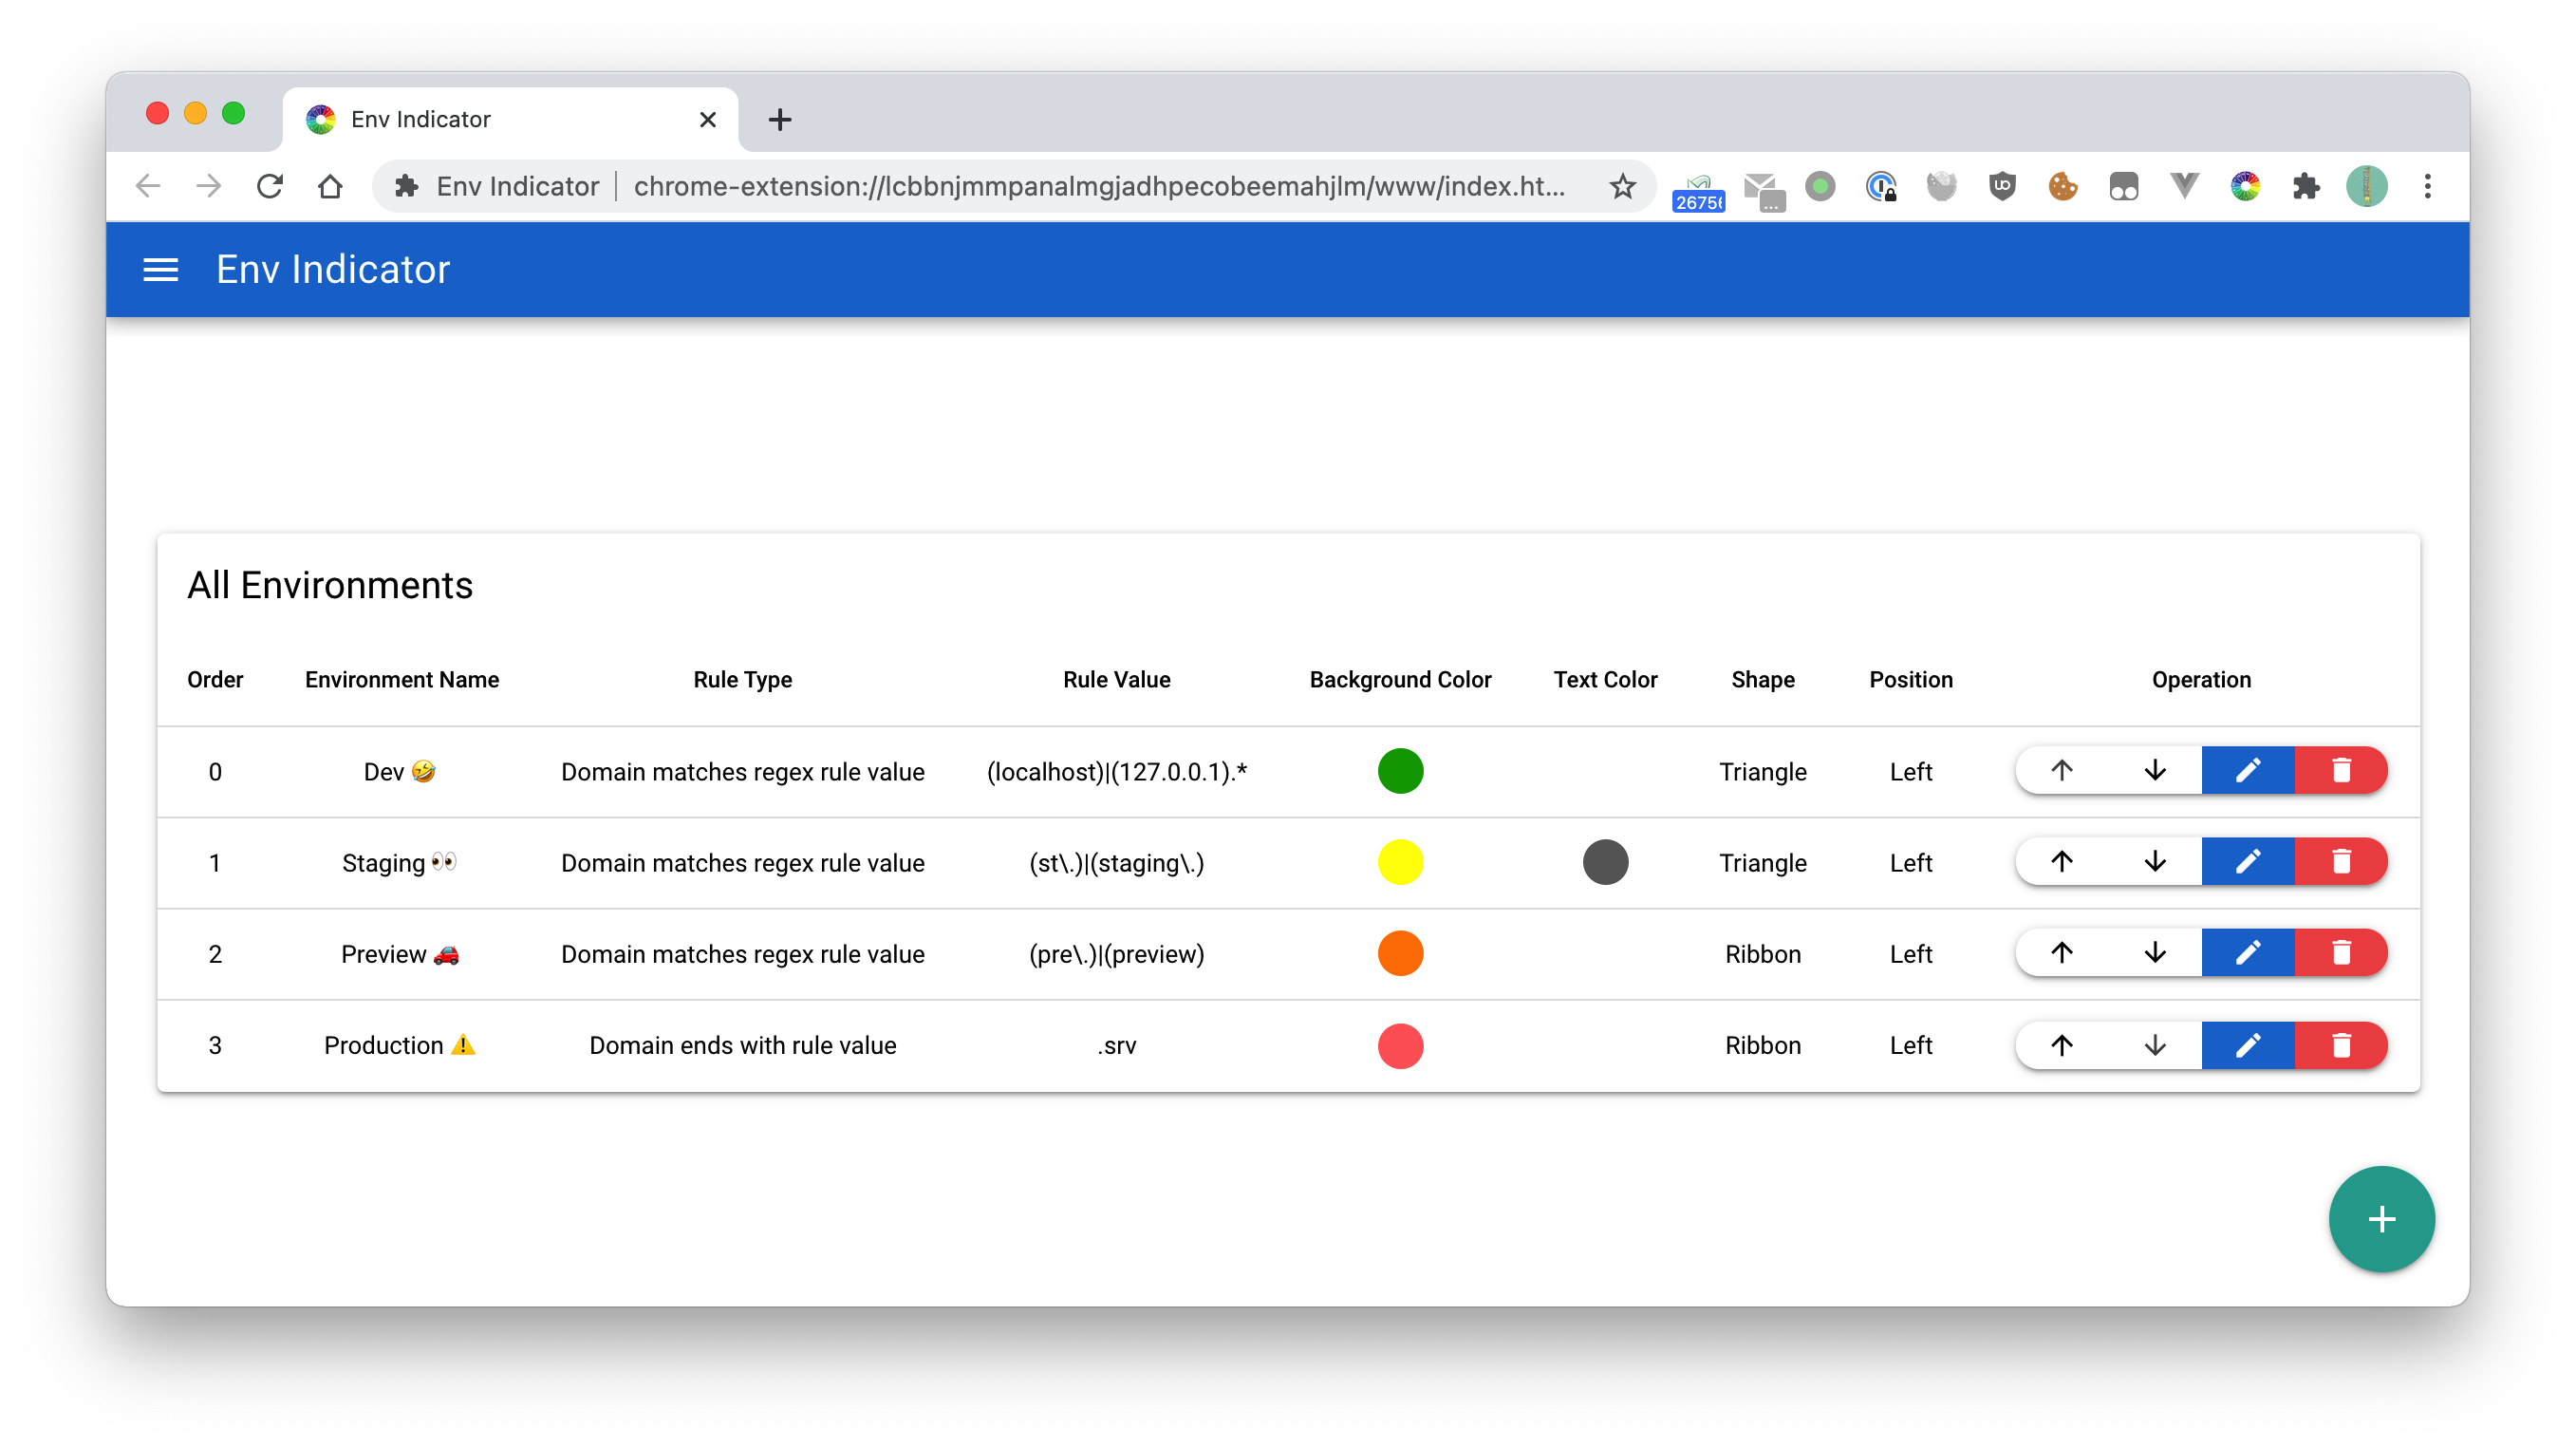 Env Indicator
Env Indicator | chrome-extension://lcbbnjmmpanalmgjadhpecobeemahjlm/www/index.ht...
26756
...
Env Indicator
All Environments
Order Environment Name Rule Type Rule Value Background Color Text Color Shape Position Operation
0 Dev 🤣 Domain matches regex rule value (localhost)|(127.0.0.1).* Triangle Left
1 Staging 👀 Domain matches regex rule value (st\.)|(staging\.) Triangle Left
2 Preview 🚗 Domain matches regex rule value (pre\.)|(preview) Ribbon Left
3 Production ⚠️ Domain ends with rule value .srv Ribbon Left